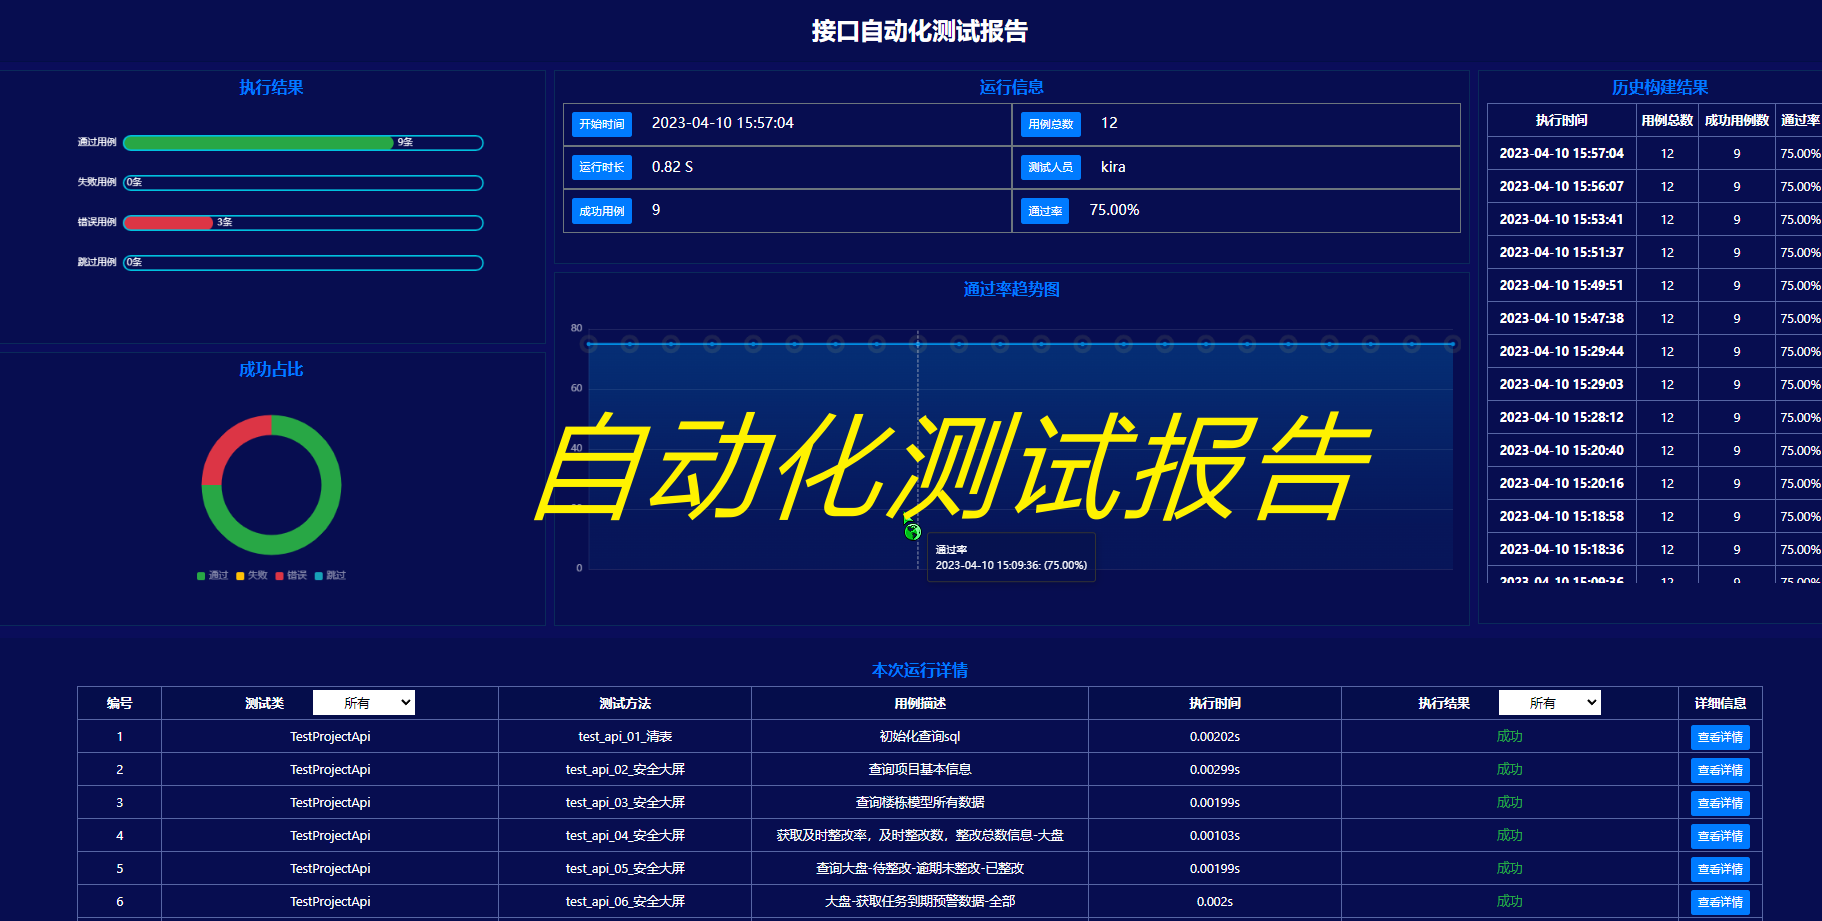 接口自动化测试报告
执行结果
通过用例 9条
失败用例 0条
错误用例 3条
跳过用例 0条
成功占比
通过 失败 错误 跳过
运行信息
开始时间 2023-04-10 15:57:04 用例总数 12
运行时长 0.82 S 测试人员 kira
成功用例 9 通过率 75.00%
通过率趋势图
80
60
40
0
自动化测试报告
通过率
2023-04-10 15:09:36: (75.00%)
历史构建结果
执行时间 用例总数 成功用例数 通过率
2023-04-10 15:57:04 12 9 75.00%
2023-04-10 15:56:07 12 9 75.00%
2023-04-10 15:53:41 12 9 75.00%
2023-04-10 15:51:37 12 9 75.00%
2023-04-10 15:49:51 12 9 75.00%
2023-04-10 15:47:38 12 9 75.00%
2023-04-10 15:29:44 12 9 75.00%
2023-04-10 15:29:03 12 9 75.00%
2023-04-10 15:28:12 12 9 75.00%
2023-04-10 15:20:40 12 9 75.00%
2023-04-10 15:20:16 12 9 75.00%
2023-04-10 15:18:58 12 9 75.00%
2023-04-10 15:18:36 12 9 75.00%
2023-04-10 15:09:36 12 9 75.00%
本次运行详情
编号 测试类 所有 测试方法 用例描述 执行时间 执行结果 所有 详细信息
1 TestProjectApi test_api_01_清表 初始化查询sql 0.00202s 成功 查看详情
2 TestProjectApi test_api_02_安全大屏 查询项目基本信息 0.00299s 成功 查看详情
3 TestProjectApi test_api_03_安全大屏 查询楼栋模型所有数据 0.00199s 成功 查看详情
4 TestProjectApi test_api_04_安全大屏 获取及时整改率，及时整改数，整改总数信息-大盘 0.00103s 成功 查看详情
5 TestProjectApi test_api_05_安全大屏 查询大盘-待整改-逾期未整改-已整改 0.00199s 成功 查看详情
6 TestProjectApi test_api_06_安全大屏 大盘-获取任务到期预警数据-全部 0.002s 成功 查看详情